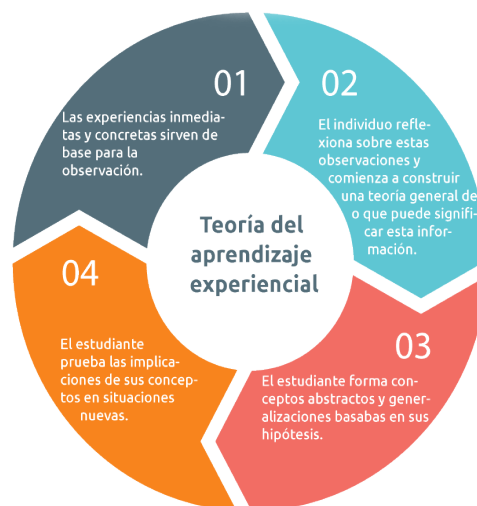 01
Las experiencias inmedia-
tas y concretas sirven de
base para la
observación.
02
El individuo refle-
xiona sobre estas
observaciones y
comienza a construir
una teoría general de
o que puede signifi-
car esta infor-
mación.
Teoría del
aprendizaje
experiencial
03
El estudiante forma con-
ceptos abstractos y gener-
alizaciones basabas en sus
hipótesis.
04
El estudiante
prueba las implica-
ciones de sus concep-
tos en situaciones
nuevas.